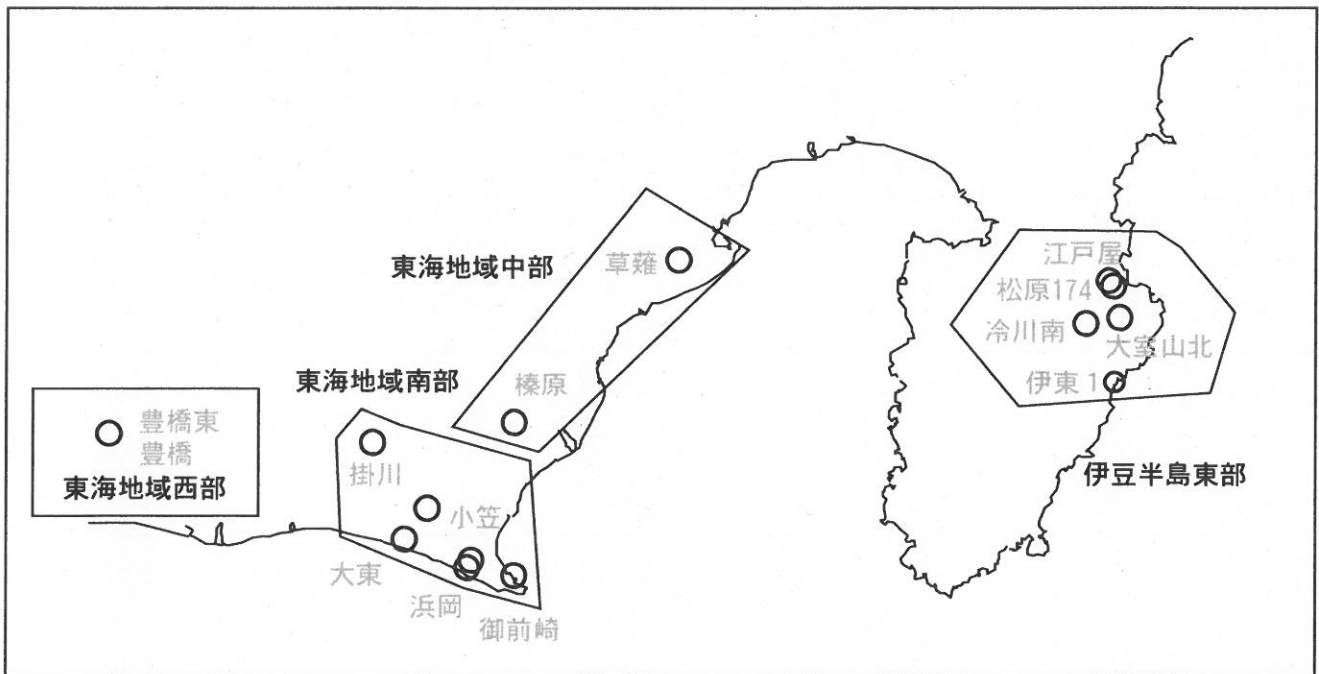 江戸屋
東海地域中部
草薙
松原174
冷川南
大室山北
東海地域南部
榛原
伊東1
豊橋東
豊橋
掛川
東海地域西部
伊豆半島東部
小笠
大東
浜岡
御前崎